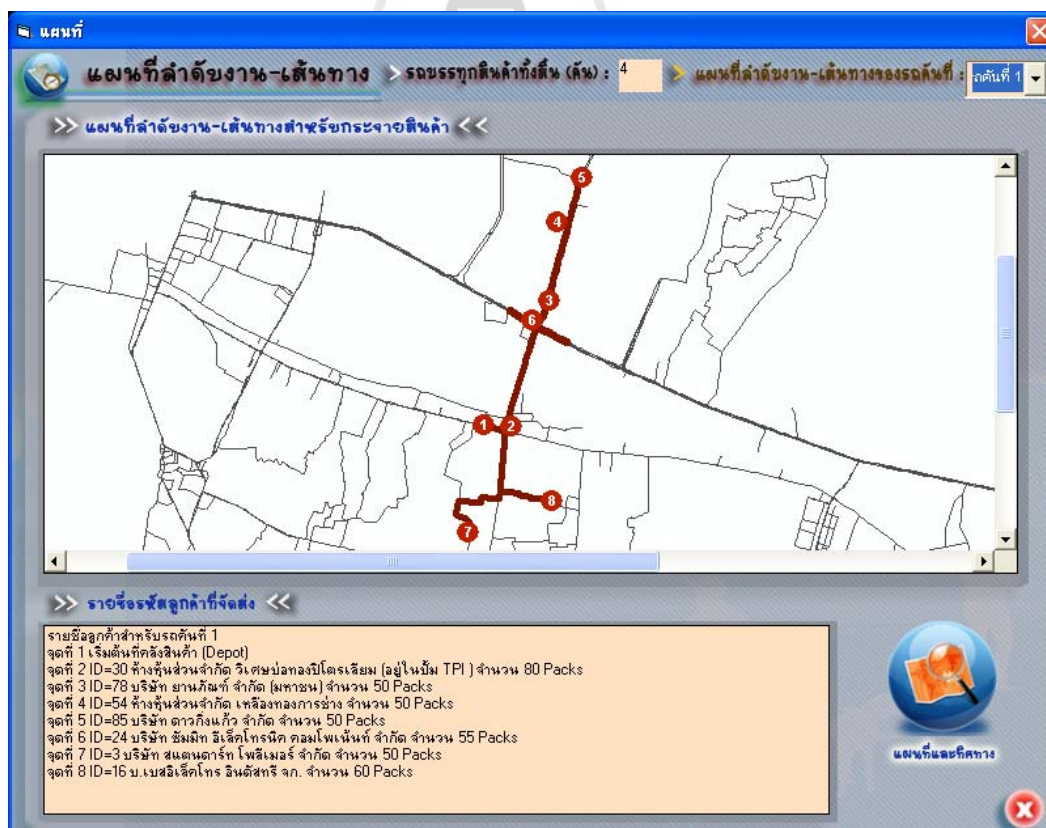 แผนที่
แผนที่ลำดับงาน-เส้นทาง
รถบรรทุกสินค้าทั้งสิ้น (คัน) : 4
แผนที่ลำดับงาน-เส้นทางของรถคันที่ : รถคันที่ 1
>> แผนที่ลำดับงาน-เส้นทางสำหรับกระจายสินค้า <<
5
4
3
6
1 2
8
7
>> รายชื่อรหัสลูกค้าที่จัดส่ง <<
รายชื่อลูกค้าสำหรับรถคันที่ 1
จุดที่ 1 เริ่มต้นที่คลังสินค้า (Depot)
จุดที่ 2 ID=30 ห้างหุ้นส่วนจำกัด วิเศษบ่อทองปิโตรเลียม (อยู่ในปั๊ม TPI ) จำนวน 80 Packs
จุดที่ 3 ID=78 บริษัท ยานภัณฑ์ จำกัด (มหาชน) จำนวน 50 Packs
จุดที่ 4 ID=54 ห้างหุ้นส่วนจำกัด เหลืองทองการช่าง จำนวน 50 Packs
จุดที่ 5 ID=85 บริษัท ดาวกิ่งแก้ว จำกัด จำนวน 50 Packs
จุดที่ 6 ID=24 บริษัท ซัมมิท อีเล็คโทรนิค คอมโพเน้นท์ จำกัด จำนวน 55 Packs
จุดที่ 7 ID=3 บริษัท สแตนดาร์ท โพลีเมอร์ จำกัด จำนวน 50 Packs
จุดที่ 8 ID=16 บ.เบสอิเล็คโทร อินดัสทรี จก. จำนวน 60 Packs
แผนที่และทิศทาง